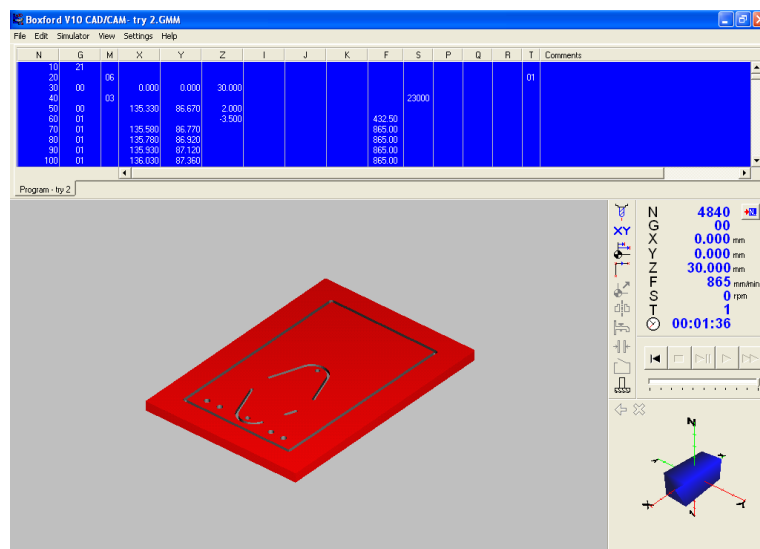 Boxford V10 CAD/CAM- try 2.GMM
File Edit Simulator View Settings Help
N G M X Y Z I J K F S P Q R T Comments
10 21
20 06 01
30 00 0.000 0.000 30.000
40 03 23000
50 00 135.330 86.670 2.000
60 01 -3.500 432.50
70 01 135.580 86.770 865.00
80 01 135.780 86.920 865.00
90 01 135.930 87.120 865.00
100 01 136.030 87.360 865.00
Program - try 2
XY
N 4840
G 00
X 0.000 mm
Y 0.000 mm
Z 30.000 mm
F 865 mm/min
S 0 rpm
T 1
00:01:36